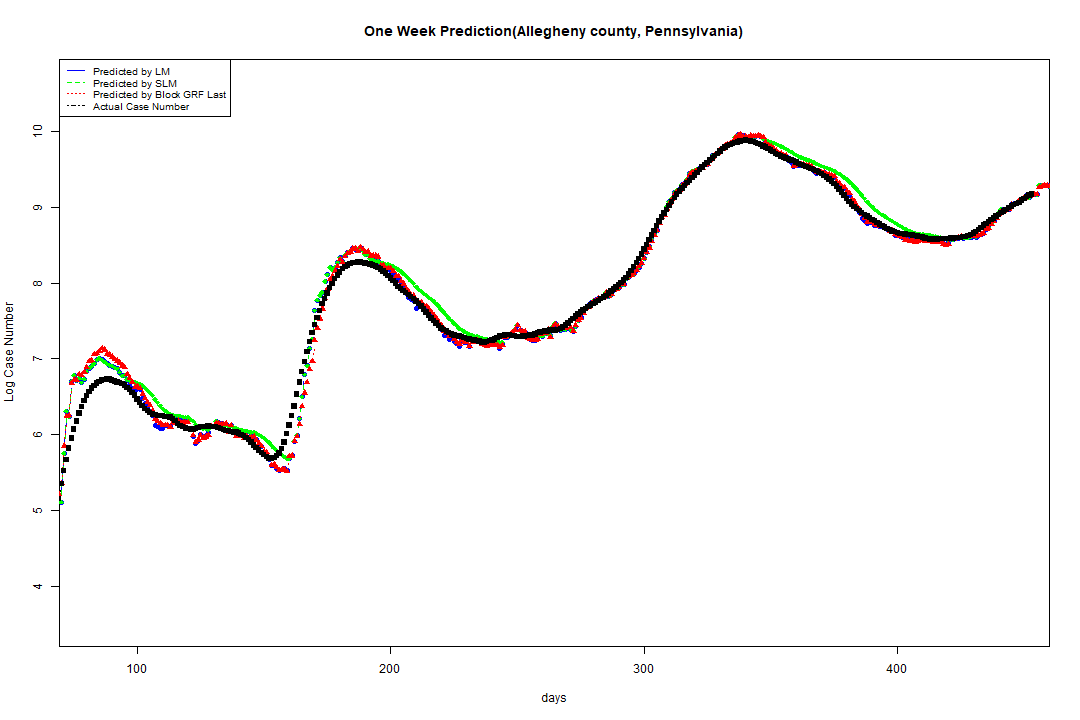 One Week Prediction(Allegheny county, Pennsylvania)
Predicted by LM
Predicted by SLM
Predicted by Block GRF Last
Actual Case Number
10
9
8
7
6
5
4
Log Case Number
100 200 300 400
days